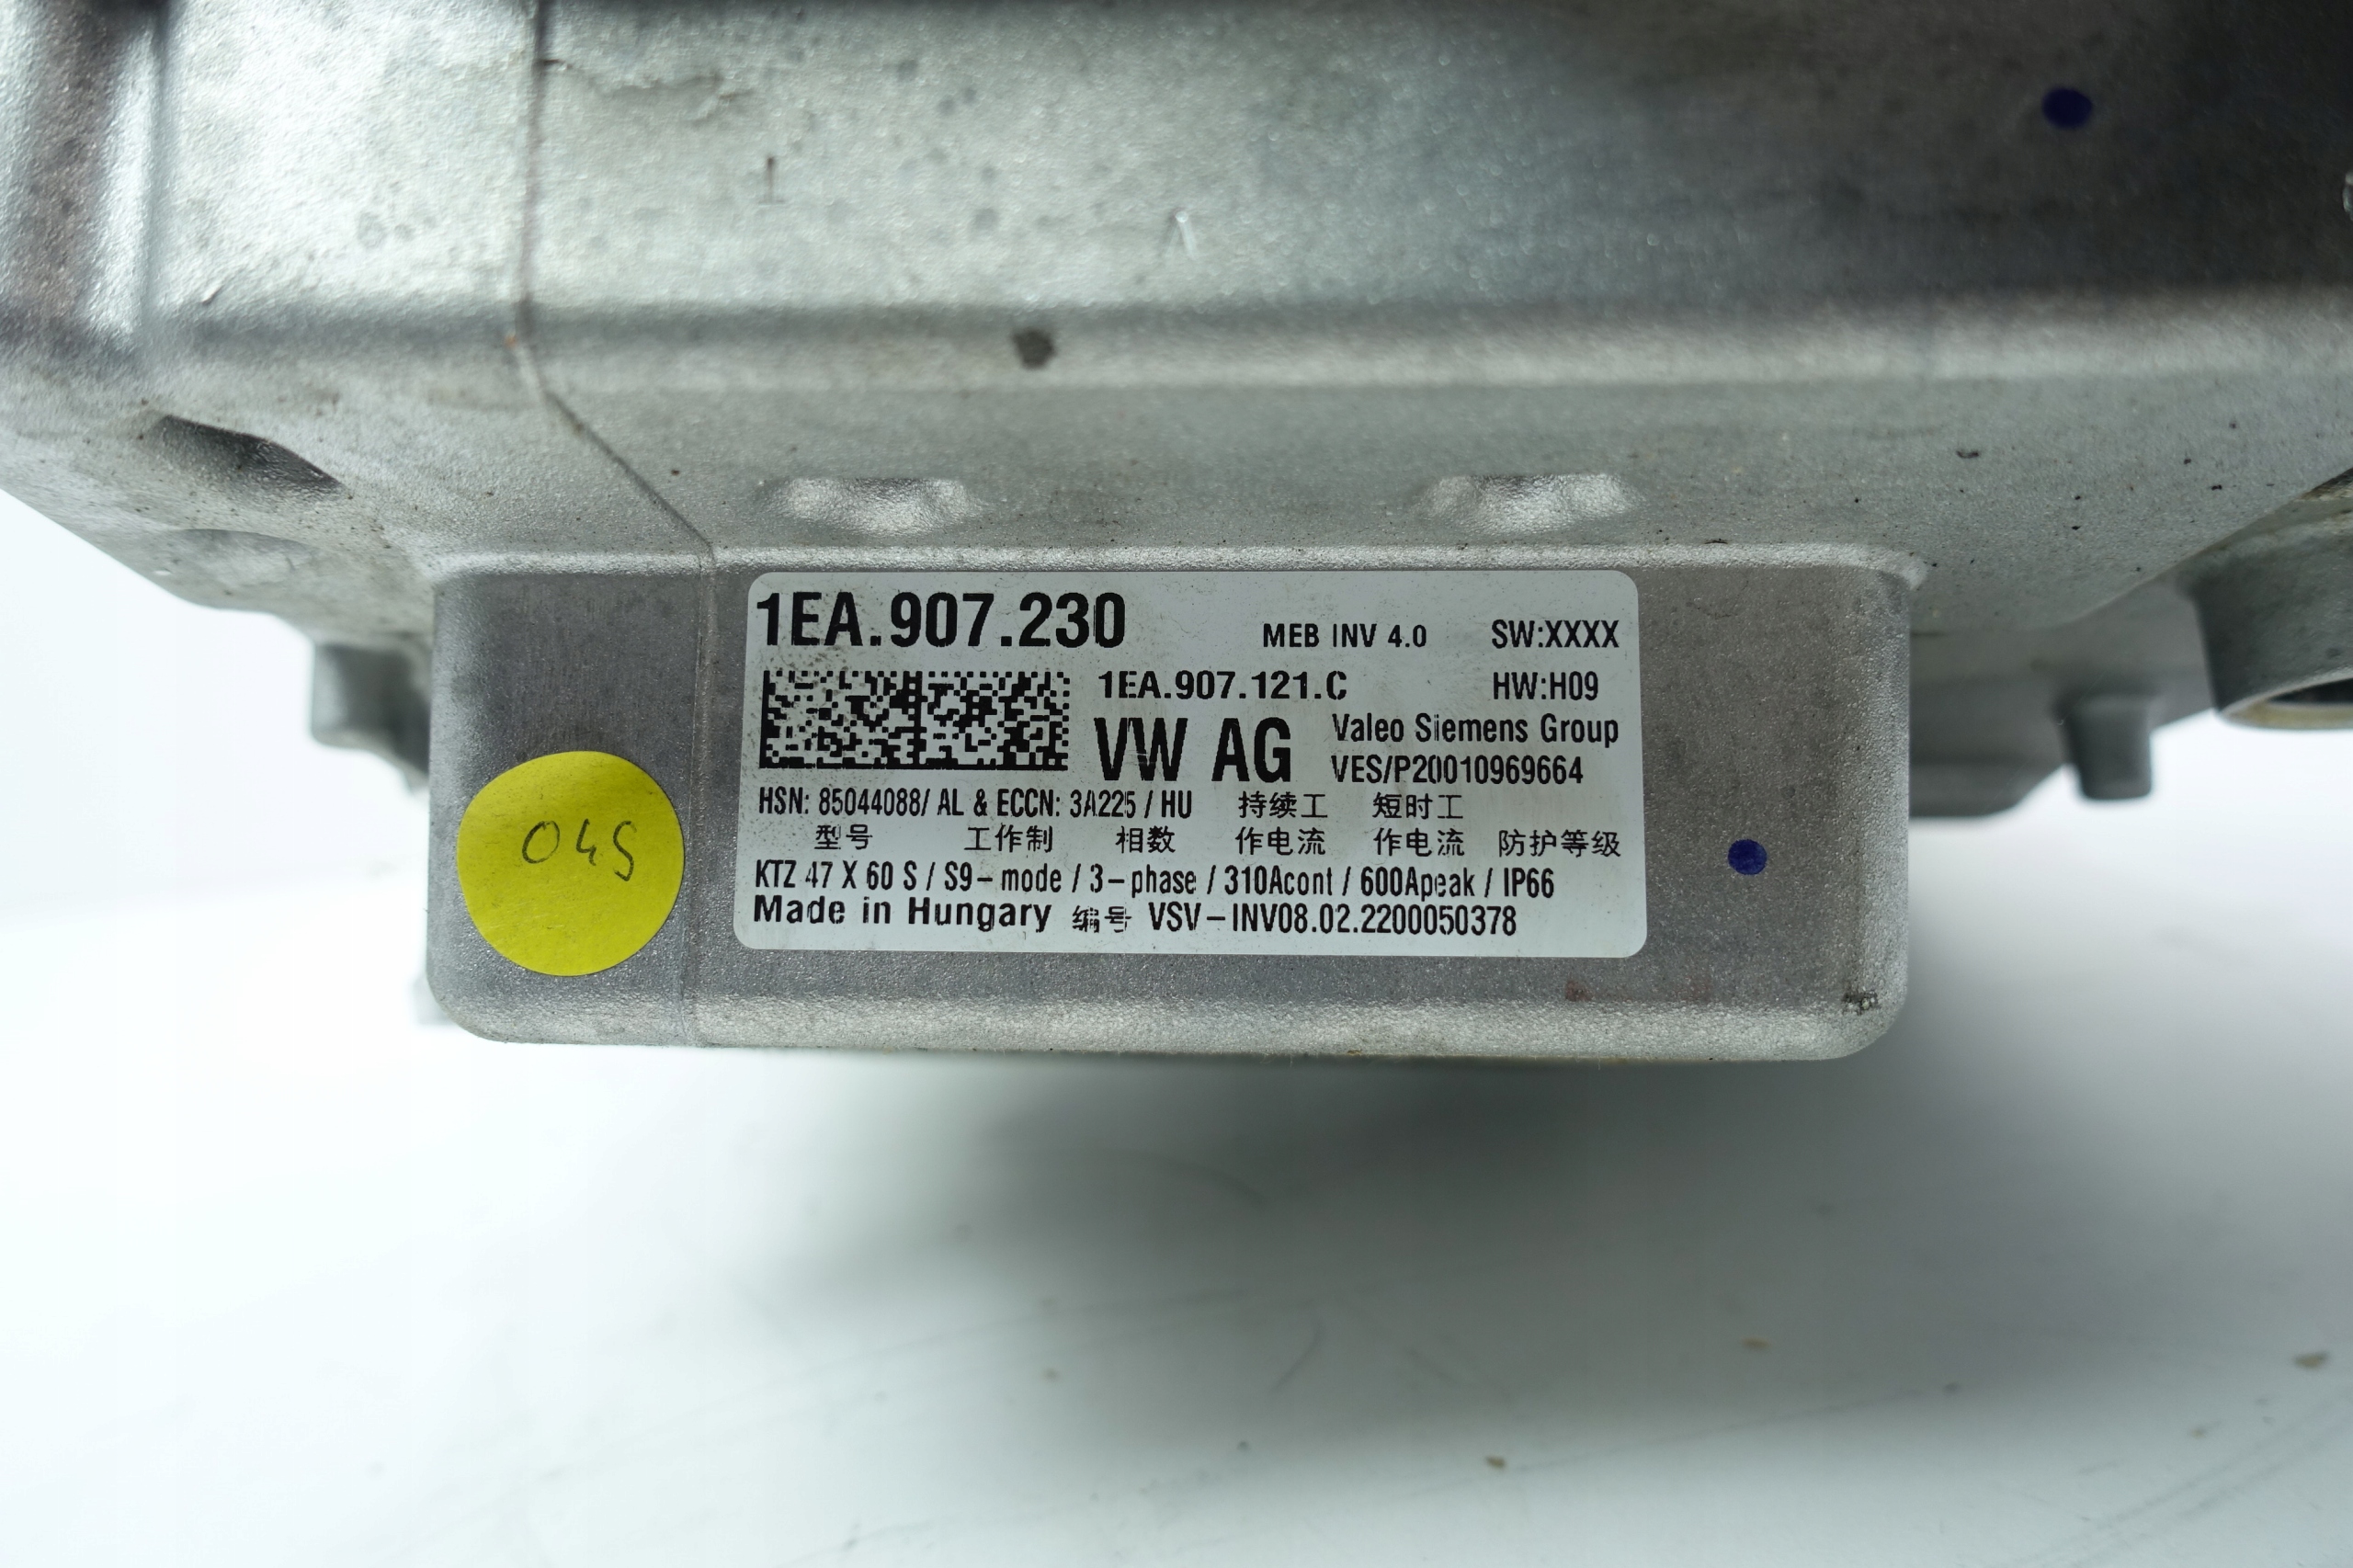 1EA.907.230 MEB INV 4.0 SW:XXXX
1EA.907.121.C HW:H09
VW AG Valeo Siemens Group
VES/P20010969664
HSN: 85044088/ AL & ECCN: 3A225 / HU 持续工 短时工
型号 工作制 相数 作电流 作电流 防护等级
KTZ 47 X 60 S / S9-mode / 3-phase / 310Acont / 600Apeak / IP66
Made in Hungary 编号 VSV-INV08.02.2200050378
04S